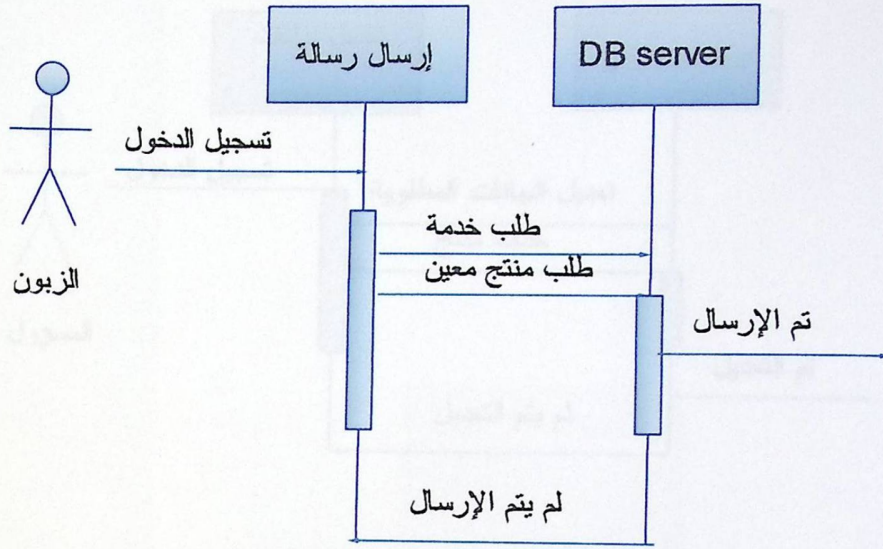 إرسال رسالة
DB server
تسجيل الدخول
طلب خدمة
طلب منتج معين
الزبون
تم الإرسال
لم يتم الإرسال